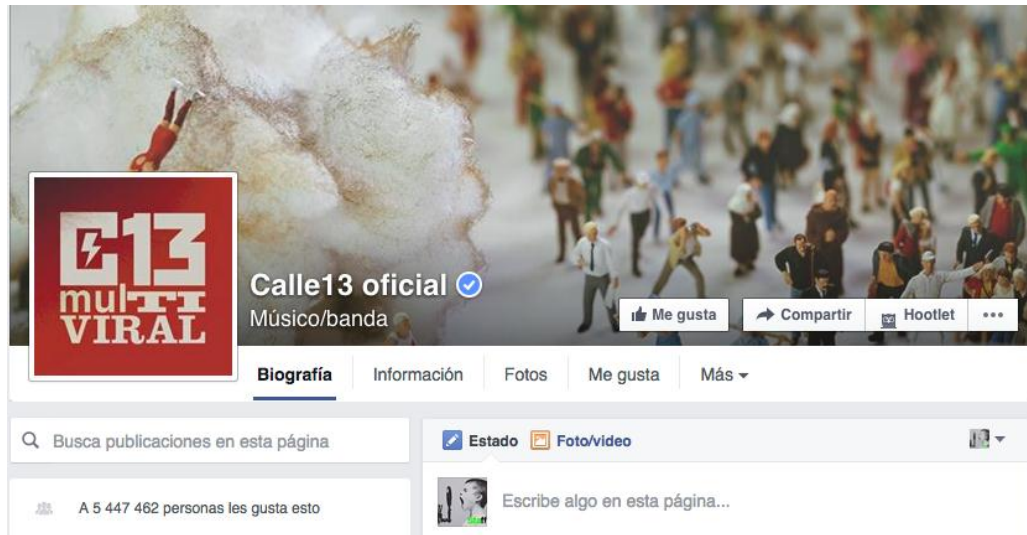 C13
mulTI
VIRAL
Calle13 oficial
Músico/banda
Me gusta
Compartir
Hootlet
Biografía
Información
Fotos
Me gusta
Más
Busca publicaciones en esta página
Estado
Foto/video
A 5 447 462 personas les gusta esto
Escribe algo en esta página...